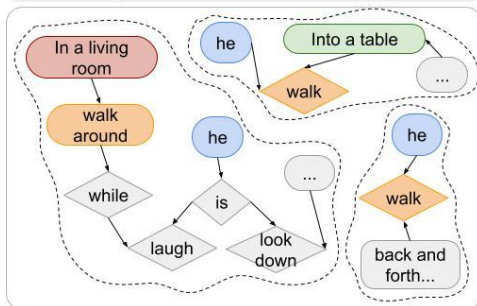 In a living
room
walk
around
while
he
is
laugh
look
down
...
he
Into a table
...
walk
he
walk
back and
forth...